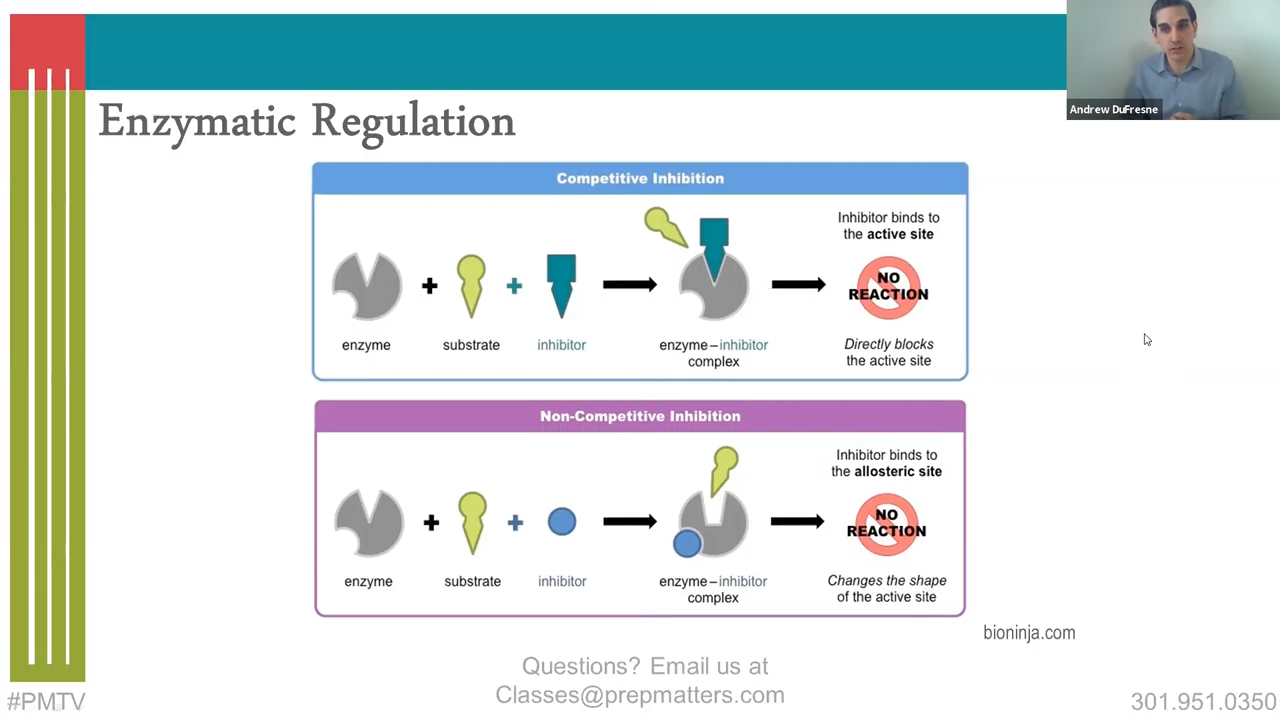 Andrew DuFresne
Enzymatic Regulation
Competitive Inhibition
Inhibitor binds to
the active site
NO
REACTION
enzyme
substrate
inhibitor
enzyme–inhibitor
complex
Directly blocks
the active site
Non-Competitive Inhibition
Inhibitor binds to
the allosteric site
NO
REACTION
enzyme
substrate
inhibitor
enzyme–inhibitor
complex
Changes the shape
of the active site
bioninja.com
Questions? Email us at
Classes@prepmatters.com
#PMTV
301.951.0350